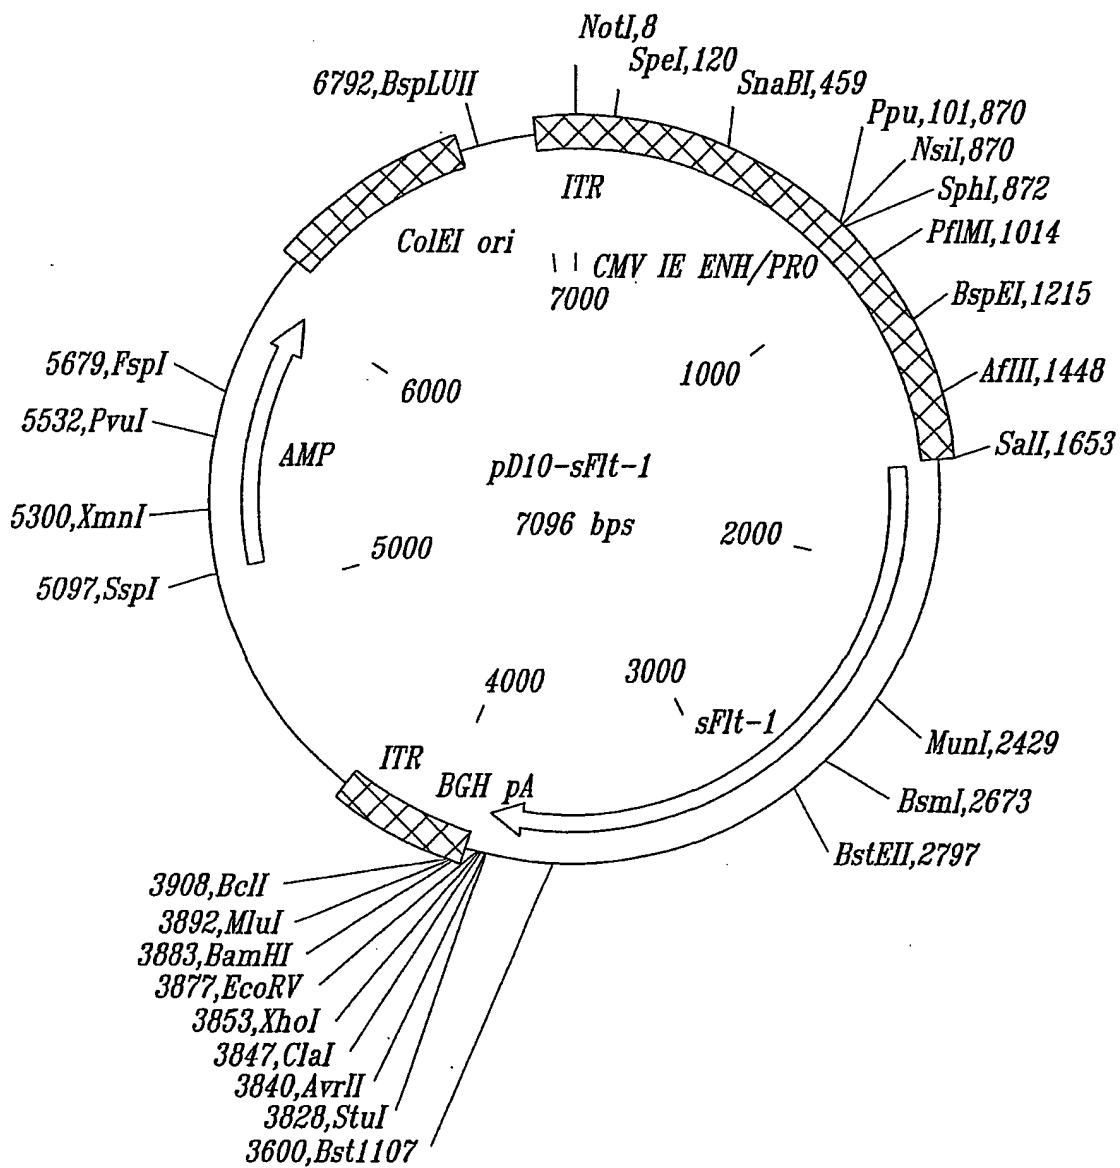 NotI,8
SpeI,120
SnaBI,459
Ppu,101,870
NsiI,870
SphI,872
PflMI,1014
BspEI,1215
AflII,1448
SalI,1653
6792,BspLUII
ITR
ColEI ori
CMV IE ENH/PRO
7000
1000
6000
5679,FspI
5532,PvuI
AMP
pD10-sFlt-1
7096 bps
5300,XmnI
2000
5000
5097,SspI
4000
3000
sFlt-1
MunI,2429
ITR
BGH pA
BsmI,2673
BstEII,2797
3908,BclI
3892,MluI
3883,BamHI
3877,EcoRV
3853,XhoI
3847,ClaI
3840,AvrII
3828,StuI
3600,Bst1107